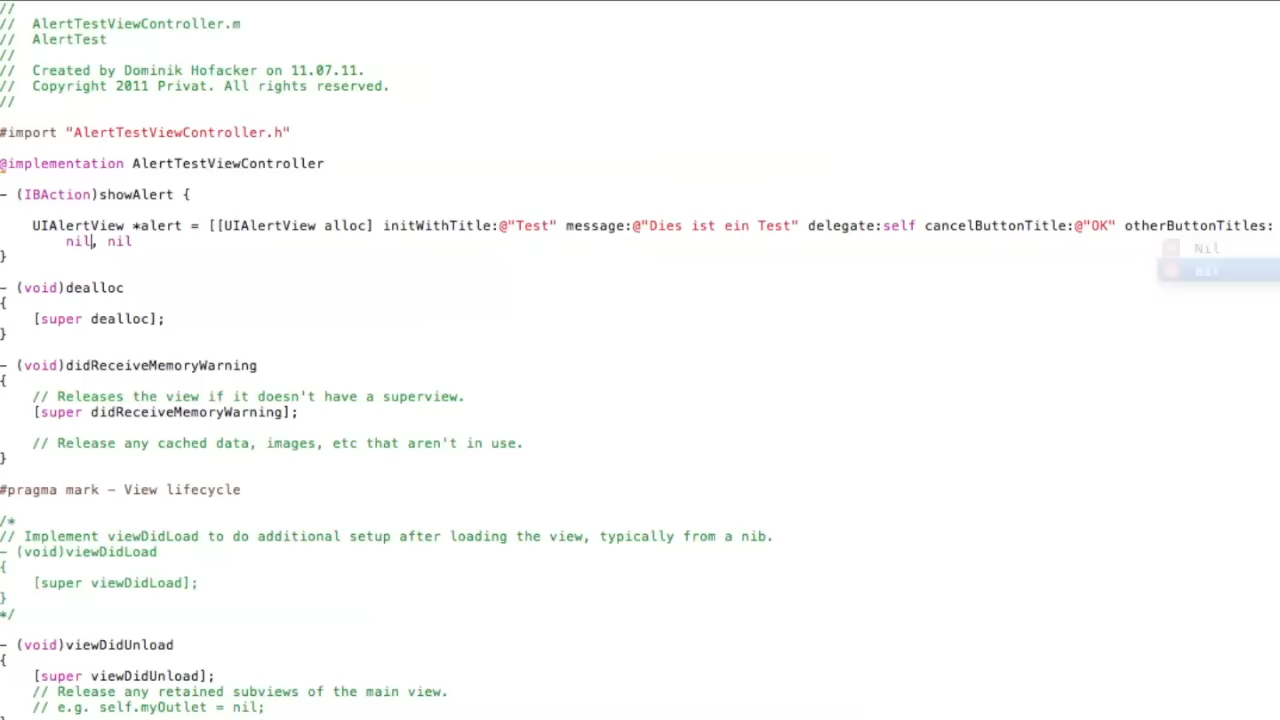 //
//  AlertTestViewController.m
//  AlertTest
//
//  Created by Dominik Hofacker on 11.07.11.
//  Copyright 2011 Privat. All rights reserved.
//
#import "AlertTestViewController.h"
@implementation AlertTestViewController
- (IBAction)showAlert {
UIAlertView *alert = [[UIAlertView alloc] initWithTitle:@"Test" message:@"Dies ist ein Test" delegate:self cancelButtonTitle:@"OK" otherButtonTitles:
nil, nil
Nil
nil
}
- (void)dealloc
{
[super dealloc];
}
- (void)didReceiveMemoryWarning
{
// Releases the view if it doesn't have a superview.
[super didReceiveMemoryWarning];
// Release any cached data, images, etc that aren't in use.
}
#pragma mark - View lifecycle
/*
// Implement viewDidLoad to do additional setup after loading the view, typically from a nib.
- (void)viewDidLoad
{
[super viewDidLoad];
}
*/
- (void)viewDidUnload
{
[super viewDidUnload];
// Release any retained subviews of the main view.
// e.g. self.myOutlet = nil;